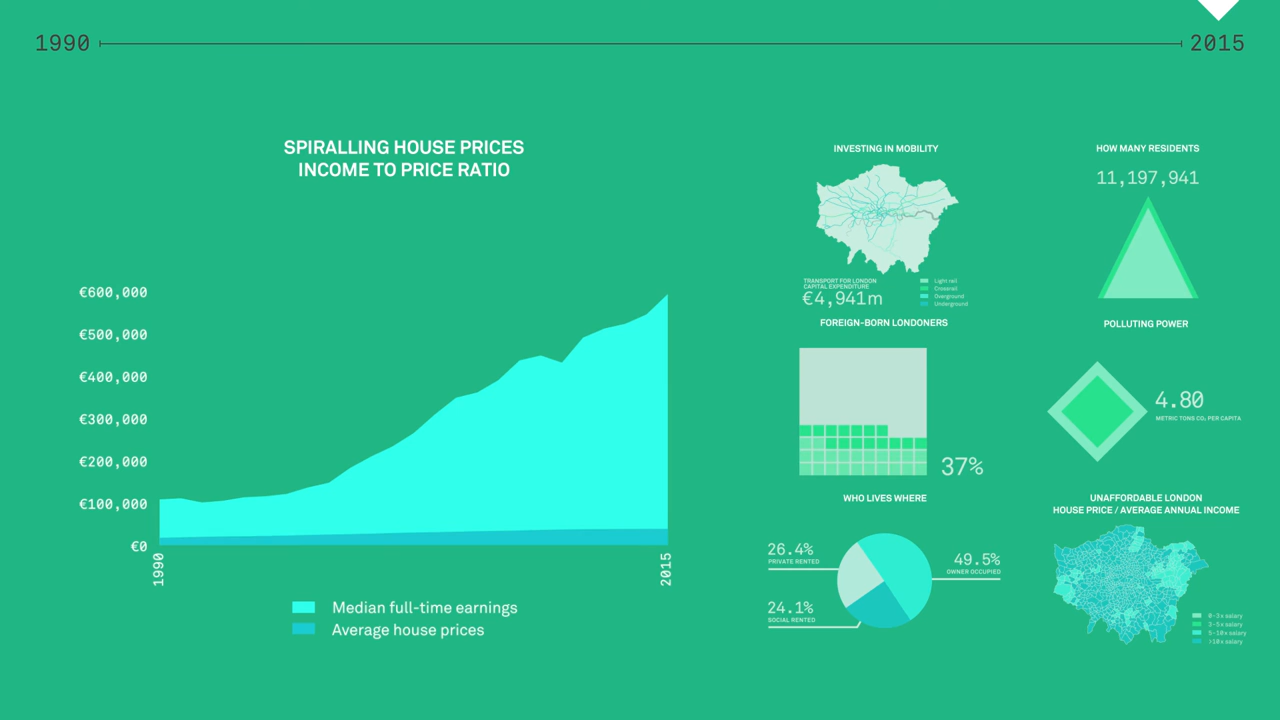 1990
2015
SPIRALLING HOUSE PRICES
INCOME TO PRICE RATIO
€600,000
€500,000
€400,000
€300,000
€200,000
€100,000
€0
1990
2015
Median full-time earnings
Average house prices
INVESTING IN MOBILITY
TRANSPORT FOR LONDON
CAPITAL EXPENDITURE
€4,941m
Light rail
Crossrail
Overground
Underground
HOW MANY RESIDENTS
11,197,941
FOREIGN-BORN LONDONERS
37%
POLLUTING POWER
4.80
METRIC TONS CO₂ PER CAPITA
WHO LIVES WHERE
26.4%
PRIVATE RENTED
49.5%
OWNER OCCUPIED
24.1%
SOCIAL RENTED
UNAFFORDABLE LONDON
HOUSE PRICE / AVERAGE ANNUAL INCOME
0-3x salary
3-5x salary
5-10x salary
>10x salary